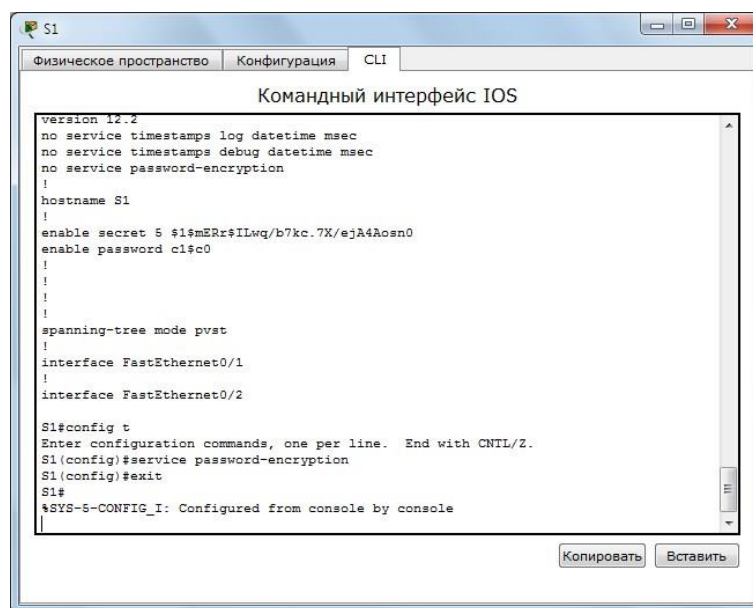 S1
Физическое пространство Конфигурация CLI
Командный интерфейс IOS
version 12.2
no service timestamps log datetime msec
no service timestamps debug datetime msec
no service password-encryption
!
hostname S1
!
enable secret 5 $1$mERr$ILwq/b7kc.7X/ejA4Aosn0
enable password c1$c0
!
!
!
!
spanning-tree mode pvst
!
interface FastEthernet0/1
!
interface FastEthernet0/2
S1#config t
Enter configuration commands, one per line. End with CNTL/Z.
S1(config)#service password-encryption
S1(config)#exit
S1#
%SYS-5-CONFIG_I: Configured from console by console
Копировать Вставить